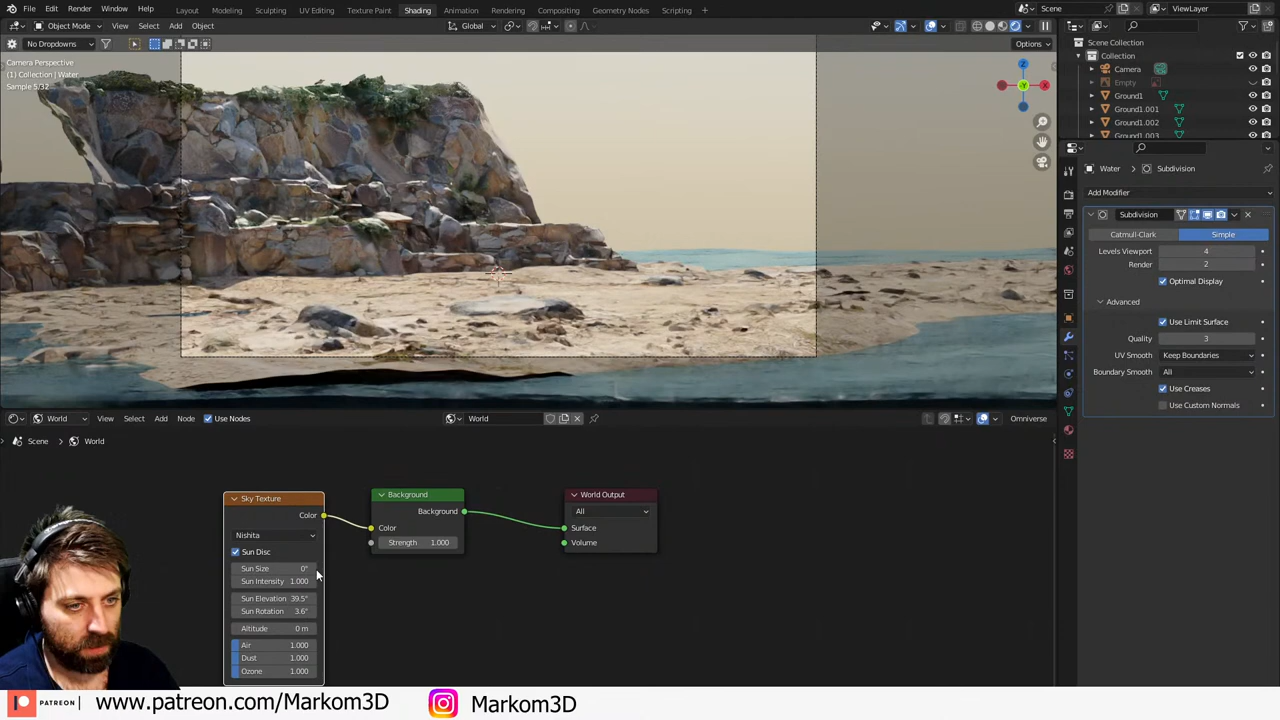 File Edit Render Window Help Layout Modeling Sculpting UV Editing Texture Paint Shading Animation Rendering Compositing Geometry Nodes Scripting + Scene ViewLayer
Object Mode View Select Add Object Global
No Dropdowns Options
Camera Perspective
(1) Collection | Water
Sample 5/32
Z
-Y X
Scene Collection
Collection
Camera
Empty
Ground1
Ground1.001
Ground1.002
Ground1.003
Water Subdivision
Add Modifier
Subdivision
Catmull-Clark Simple
Levels Viewport 4
Render 2
Optimal Display
Advanced
Use Limit Surface
Quality 3
UV Smooth Keep Boundaries
Boundary Smooth All
Use Creases
Use Custom Normals
World View Select Add Node Use Nodes World Omniverse
Scene World
Sky Texture
Color
Nishita
Sun Disc
Sun Size 0°
Sun Intensity 1.000
Sun Elevation 39.5°
Sun Rotation 3.6°
Altitude 0 m
Air 1.000
Dust 1.000
Ozone 1.000
Background
Background
Color
Strength 1.000
World Output
All
Surface
Volume
PATREON www.patreon.com/Markom3D Markom3D